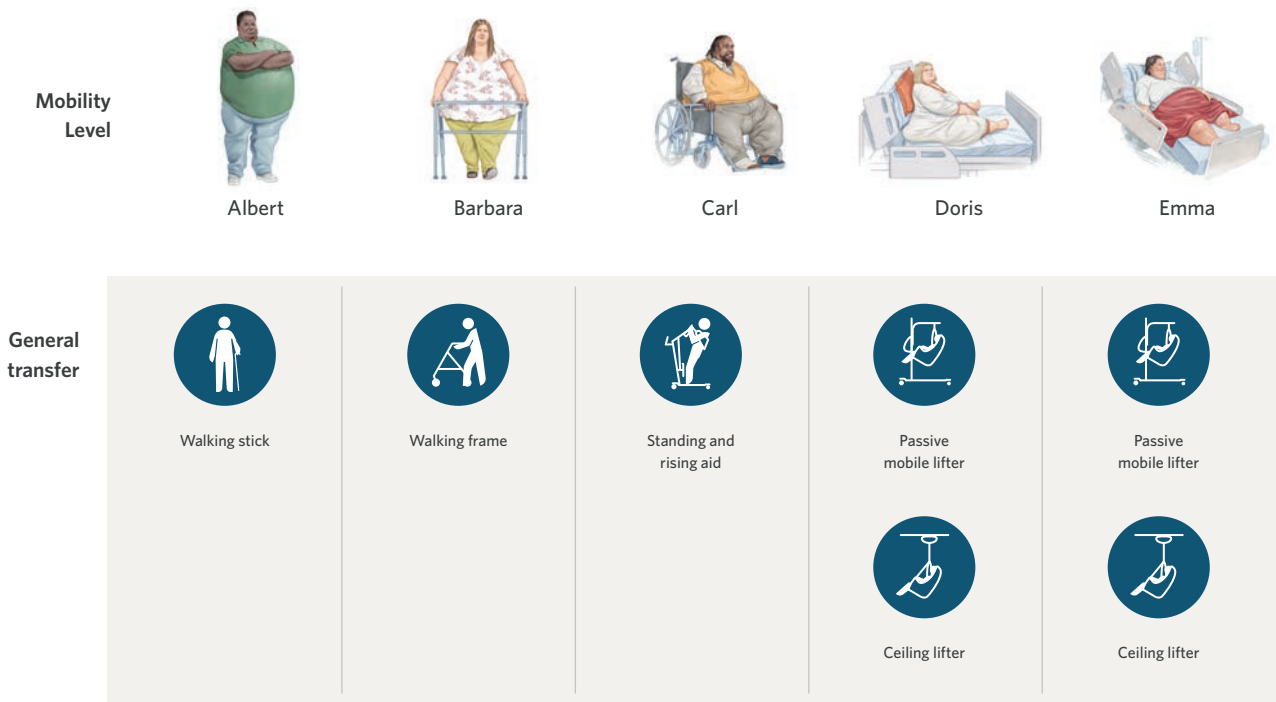 Mobility
Level
Albert
Barbara
Carl
Doris
Emma
General
transfer
Walking stick
Walking frame
Standing and
rising aid
Passive
mobile lifter
Passive
mobile lifter
Ceiling lifter
Ceiling lifter